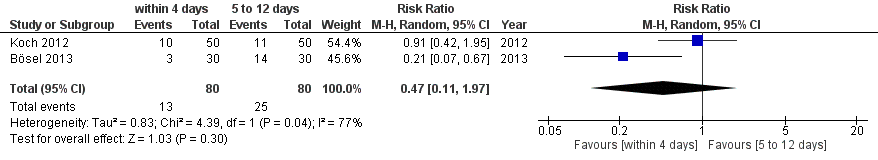 within 4 days 5 to 12 days Risk Ratio Risk Ratio
Study or Subgroup Events Total Events Total Weight M-H, Random, 95% CI Year M-H, Random, 95% CI
Koch 2012 10 50 11 50 54.4% 0.91 [0.42, 1.95] 2012
Bösel 2013 3 30 14 30 45.6% 0.21 [0.07, 0.67] 2013
Total (95% CI) 80 80 100.0% 0.47 [0.11, 1.97]
Total events 13 25
Heterogeneity: Tau² = 0.83; Chi² = 4.39, df = 1 (P = 0.04); I² = 77%
Test for overall effect: Z = 1.03 (P = 0.30)
0.05 0.2 1 5 20
Favours [within 4 days] Favours [5 to 12 days]